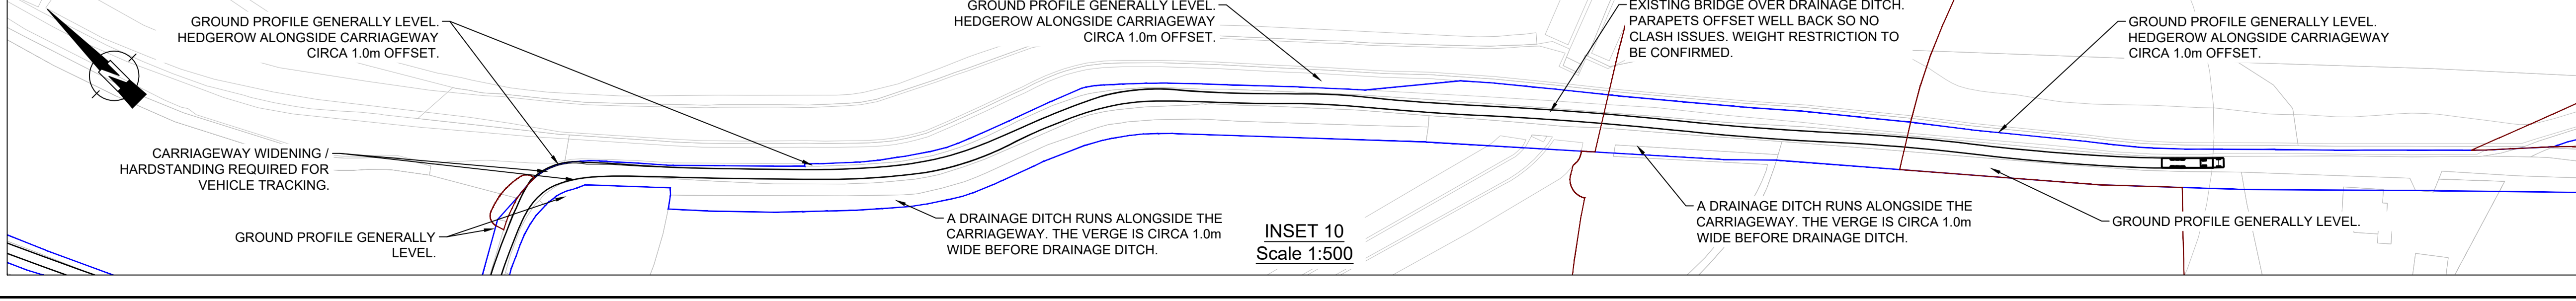 GROUND PROFILE GENERALLY LEVEL.
HEDGEROW ALONGSIDE CARRIAGEWAY
CIRCA 1.0m OFFSET.
GROUND PROFILE GENERALLY LEVEL.
HEDGEROW ALONGSIDE CARRIAGEWAY
CIRCA 1.0m OFFSET.
EXISTING BRIDGE OVER DRAINAGE DITCH.
PARAPETS OFFSET WELL BACK SO NO
CLASH ISSUES. WEIGHT RESTRICTION TO
BE CONFIRMED.
GROUND PROFILE GENERALLY LEVEL.
HEDGEROW ALONGSIDE CARRIAGEWAY
CIRCA 1.0m OFFSET.
CARRIAGEWAY WIDENING /
HARDSTANDING REQUIRED FOR
VEHICLE TRACKING.
GROUND PROFILE GENERALLY
LEVEL.
A DRAINAGE DITCH RUNS ALONGSIDE THE
CARRIAGEWAY. THE VERGE IS CIRCA 1.0m
WIDE BEFORE DRAINAGE DITCH.
INSET 10
Scale 1:500
A DRAINAGE DITCH RUNS ALONGSIDE THE
CARRIAGEWAY. THE VERGE IS CIRCA 1.0m
WIDE BEFORE DRAINAGE DITCH.
GROUND PROFILE GENERALLY LEVEL.